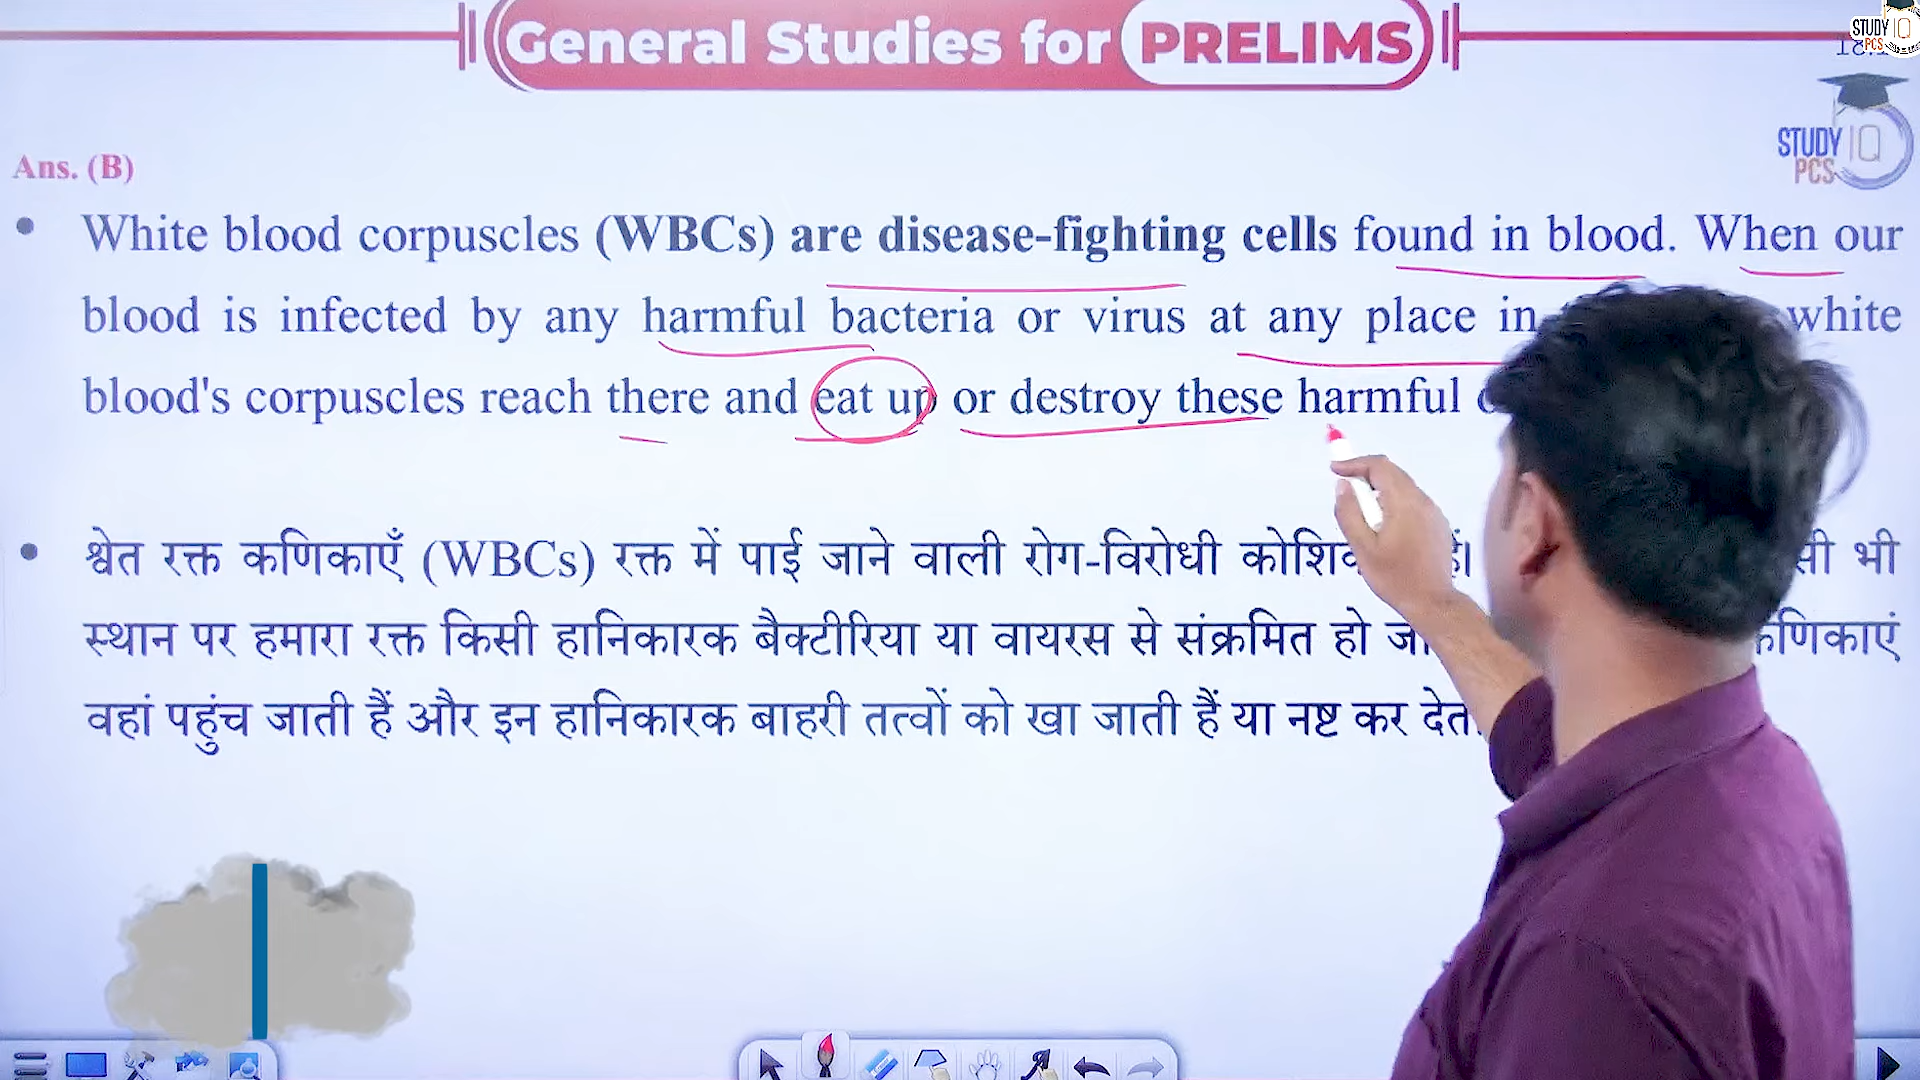 General Studies for PRELIMS
STUDY IQ
PCS
STUDY IQ
PCS
Ans. (B)
• White blood corpuscles (WBCs) are disease-fighting cells found in blood. When our
blood is infected by any harmful bacteria or virus at any place in white
blood's corpuscles reach there and eat up or destroy these harmful
• श्वेत रक्त कणिकाएँ (WBCs) रक्त में पाई जाने वाली रोग-विरोधी हैं। भी
स्थान पर हमारा रक्त किसी हानिकारक बैक्टीरिया या वायरस से संक्रमित हो कणिकाएं
वहां पहुंच जाती हैं और इन हानिकारक बाहरी तत्वों को खा जाती हैं या नष्ट कर